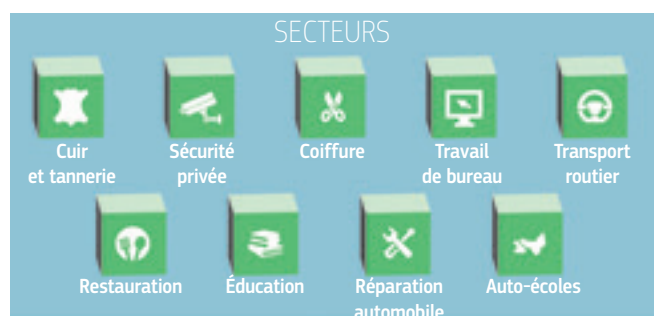 SECTEURS
Cuir
et tannerie
Sécurité
privée
Coiffure
Travail
de bureau
Transport
routier
Restauration
Éducation
Réparation
automobile
Auto-écoles